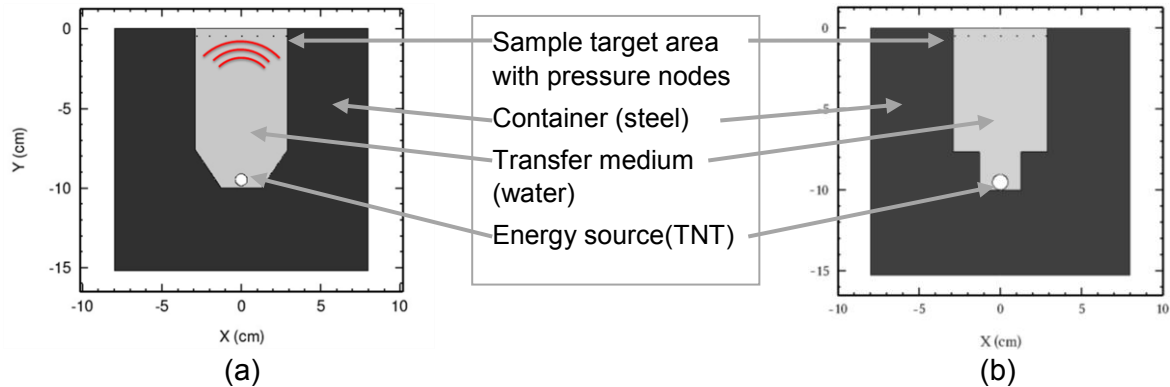 0
-5
-10
-15
Y (cm)
-10
-5
0
5
10
X (cm)
(a)
Sample target area
with pressure nodes
Container (steel)
Transfer medium
(water)
Energy source(TNT)
0
-5
-10
-15
-10
-5
0
5
10
X (cm)
(b)